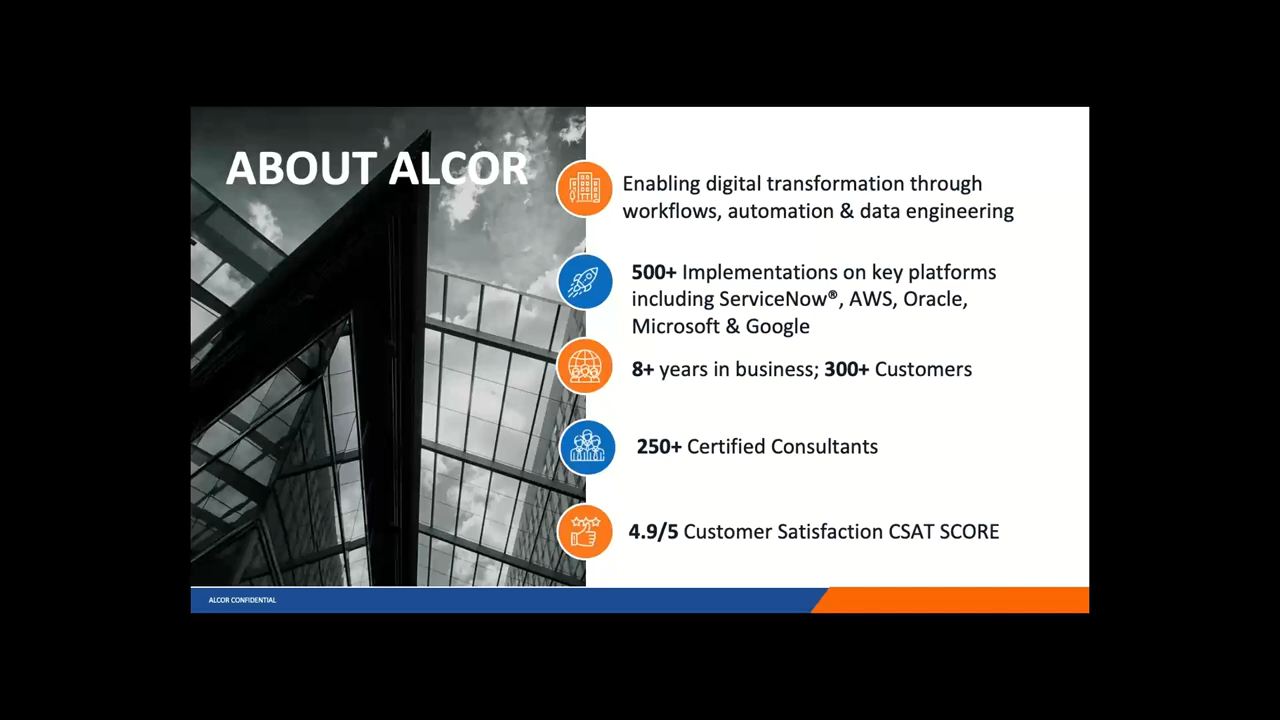 ABOUT ALCOR
Enabling digital transformation through
workflows, automation & data engineering
500+ Implementations on key platforms
including ServiceNow®, AWS, Oracle,
Microsoft & Google
8+ years in business; 300+ Customers
250+ Certified Consultants
4.9/5 Customer Satisfaction CSAT SCORE
ALCOR CONFIDENTIAL